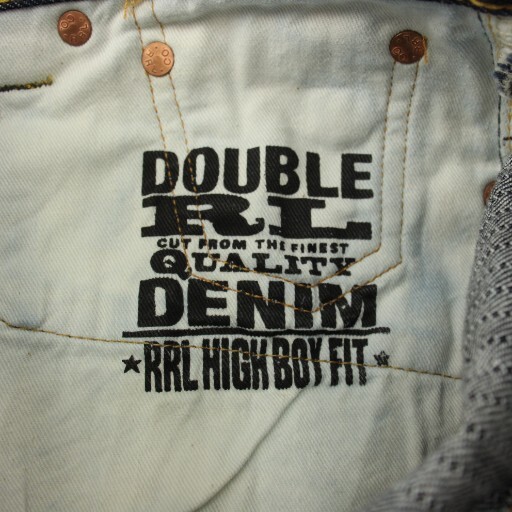 DOUBLE
RL
CUT FROM THE FINEST
QUALITY
DENIM
RRL HIGH BOY FIT